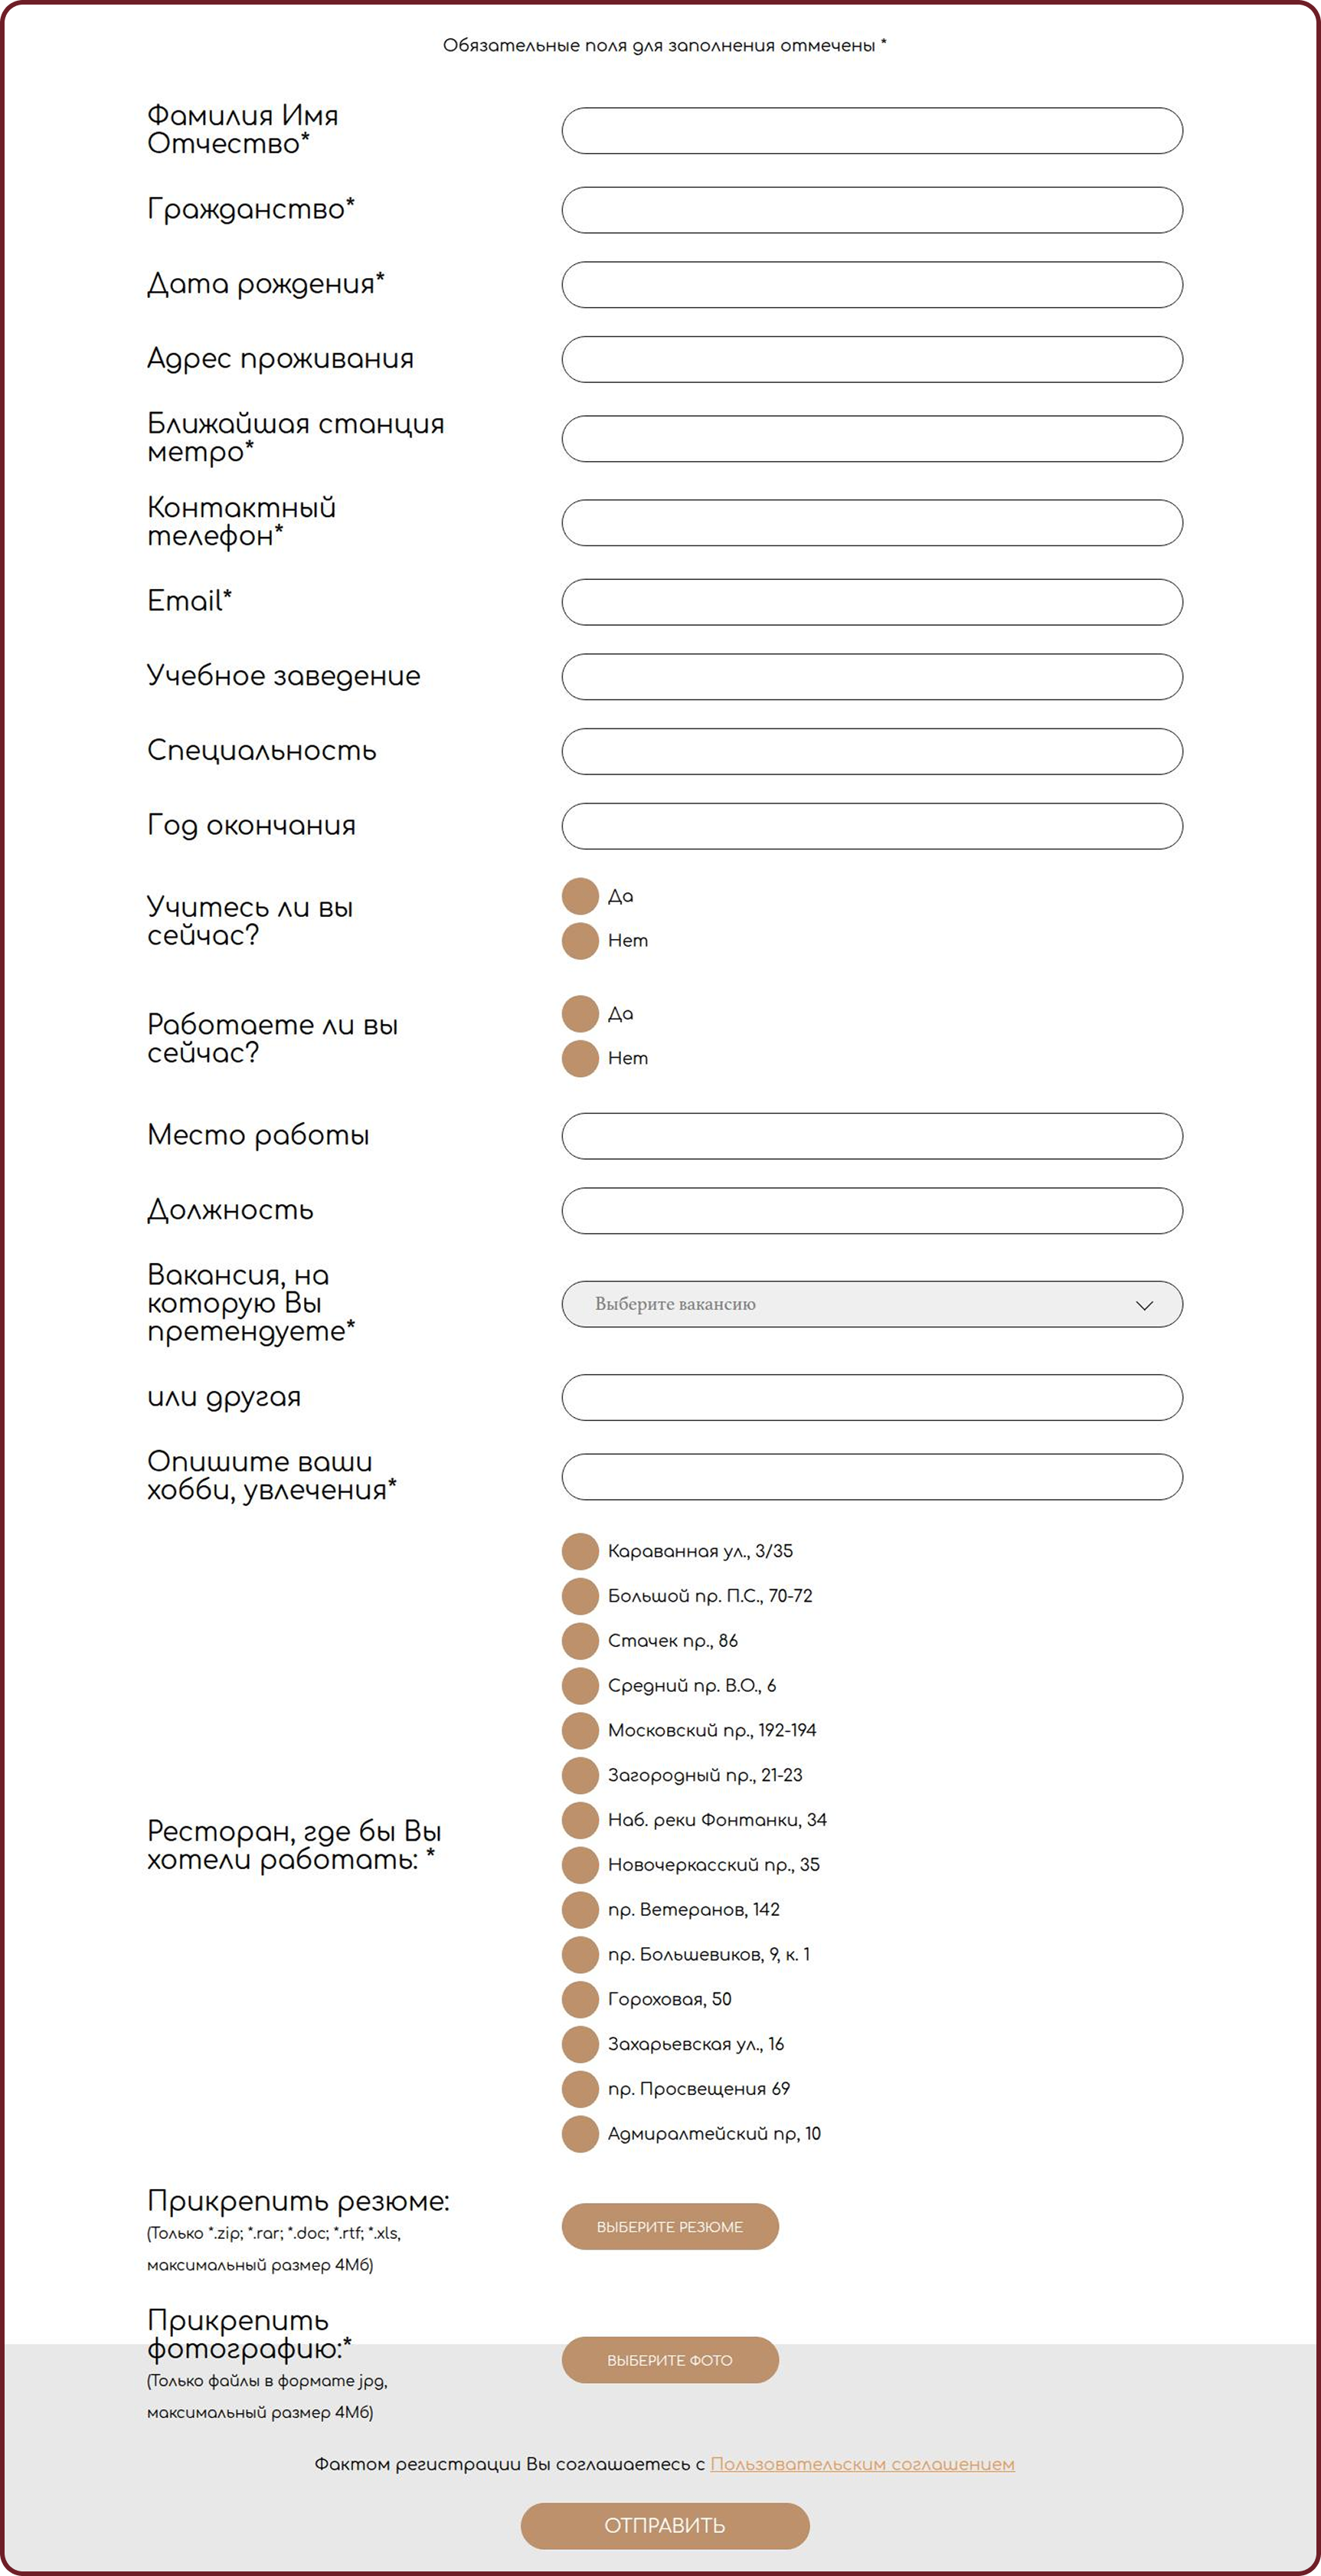 Обязательные поля для заполнения отмечены *
Фамилия Имя
Отчество*
Гражданство*
Дата рождения*
Адрес проживания
Ближайшая станция
метро*
Контактный
телефон*
Email*
Учебное заведение
Специальность
Год окончания
Учитесь ли вы
сейчас?
Да
Нет
Работаете ли вы
сейчас?
Да
Нет
Место работы
Должность
Вакансия, на
которую Вы
претендуете*
Выберите вакансию
или другая
Опишите ваши
хобби, увлечения*
Ресторан, где бы Вы
хотели работать: *
Караванная ул., 3/35
Большой пр. П.С., 70-72
Стачек пр., 86
Средний пр. В.О., 6
Московский пр., 192-194
Загородный пр., 21-23
Наб. реки Фонтанки, 34
Новочеркасский пр., 35
пр. Ветеранов, 142
пр. Большевиков, 9, к. 1
Гороховая, 50
Захарьевская ул., 16
пр. Просвещения 69
Адмиралтейский пр, 10
Прикрепить резюме:
(Только *.zip; *.rar; *.doc; *.rtf; *.xls,
максимальный размер 4Мб)
ВЫБЕРИТЕ РЕЗЮМЕ
Прикрепить
фотографию:*
(Только файлы в формате jpg,
максимальный размер 4Мб)
ВЫБЕРИТЕ ФОТО
Фактом регистрации Вы соглашаетесь с Пользовательским соглашением
ОТПРАВИТЬ